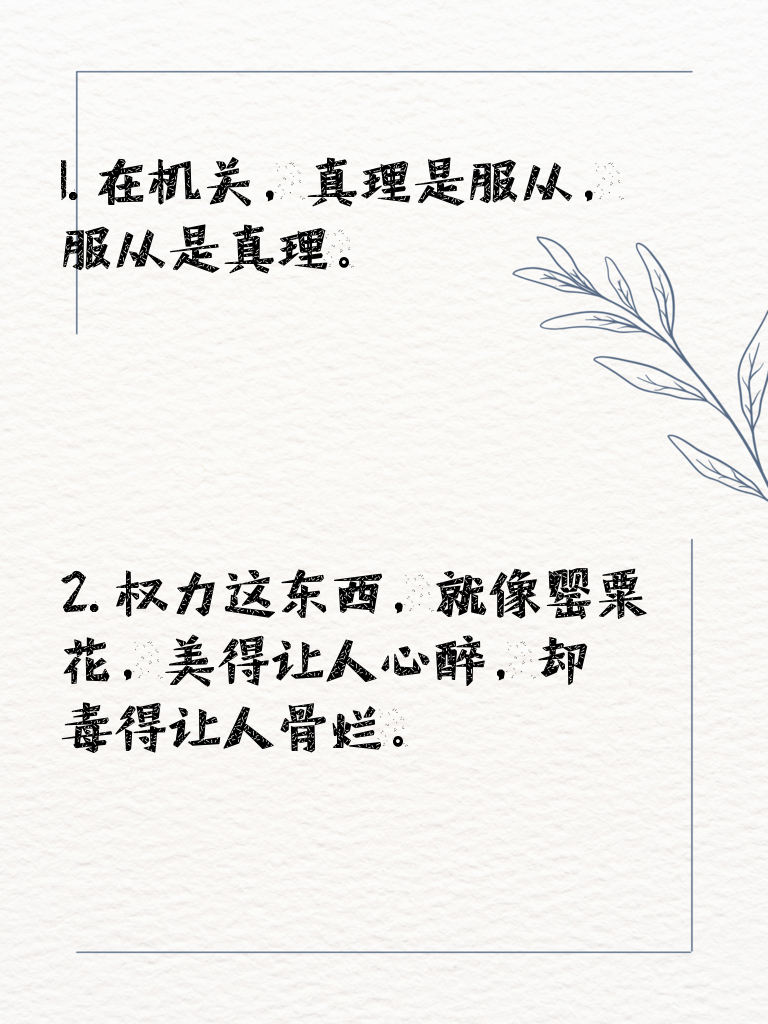 1. 在机关，真理是服从，
服从是真理。
2. 权力这东西，就像罂粟
花，美得让人心醉，却
毒得让人骨烂。